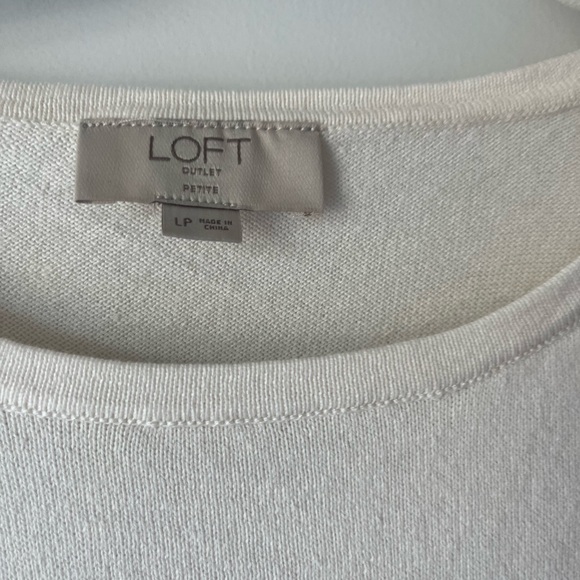 LOFT
OUTLET
PETITE
LP MADE IN
CHINA